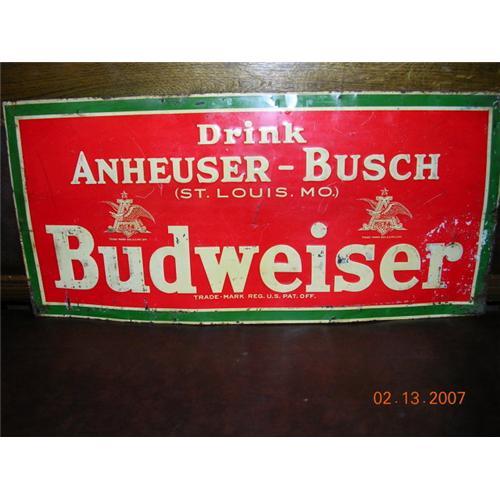 Drink
ANHEUSER-BUSCH
(ST. LOUIS. MO.)
Budweiser
TRADE-MARK REG. U.S. PAT. OFF.
02.13.2007